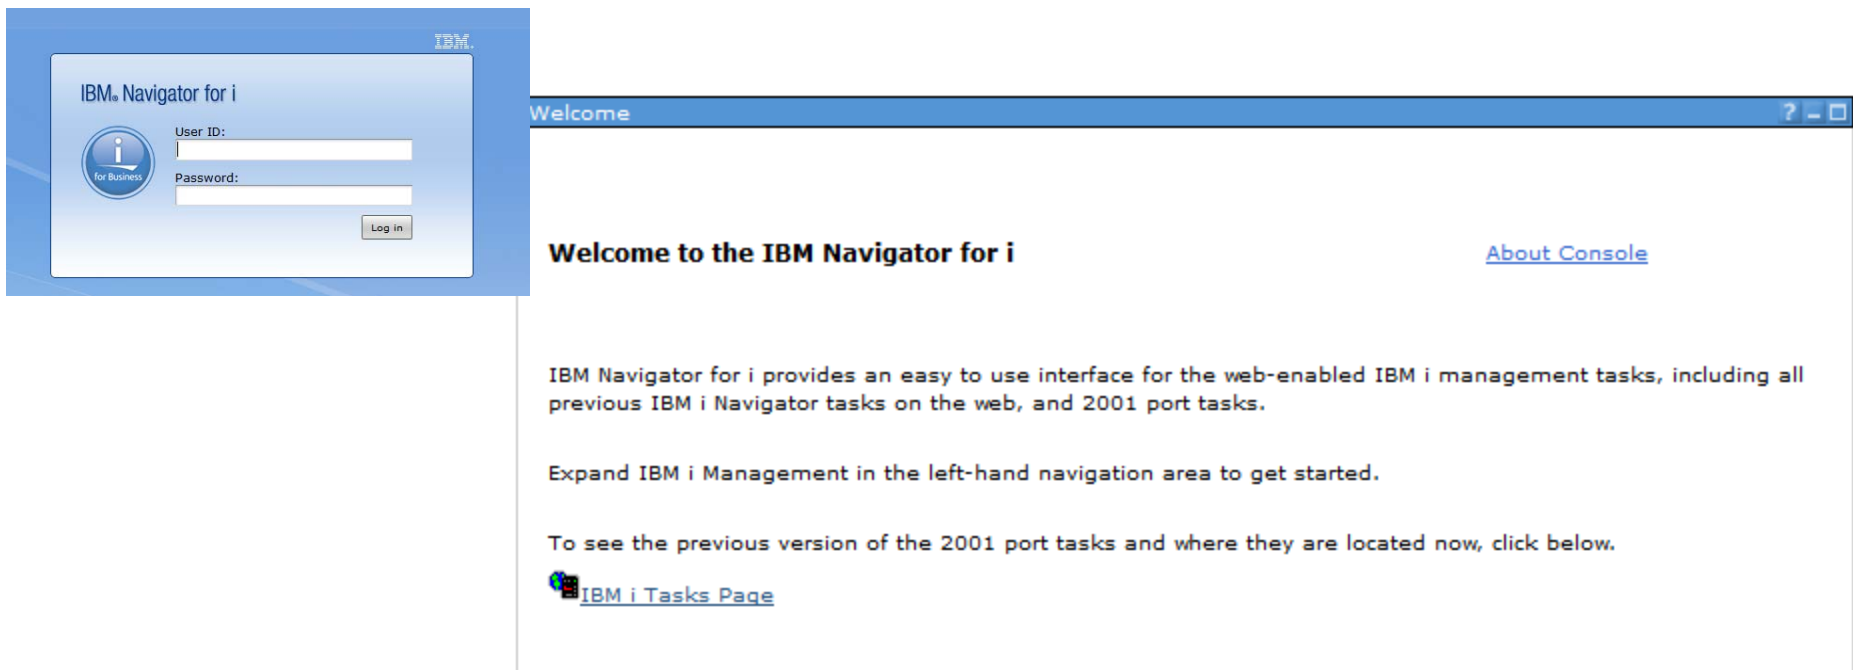 IBM.
IBM® Navigator for i
User ID:
i
for Business
Password:
Log in
Welcome
?
Welcome to the IBM Navigator for i
About Console
IBM Navigator for i provides an easy to use interface for the web-enabled IBM i management tasks, including all
previous IBM i Navigator tasks on the web, and 2001 port tasks.
Expand IBM i Management in the left-hand navigation area to get started.
To see the previous version of the 2001 port tasks and where they are located now, click below.
IBM i Tasks Page